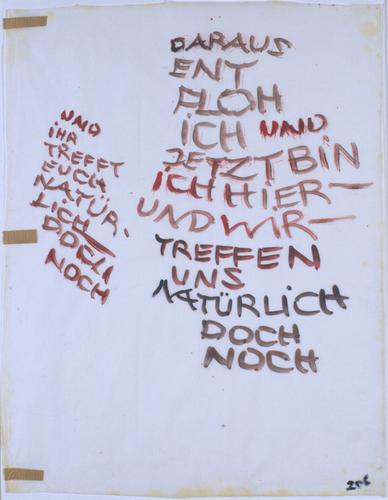 DARAUS
ENT
FLOH
ICH UND
JETZT BIN
ICH HIER—
UND WIR—
TREFFEN
UNS
NATÜRLICH
DOCH
NOCH
UND
IHR
TREFFT
EUCH
NATÜR-
LICH
DOCH
NOCH